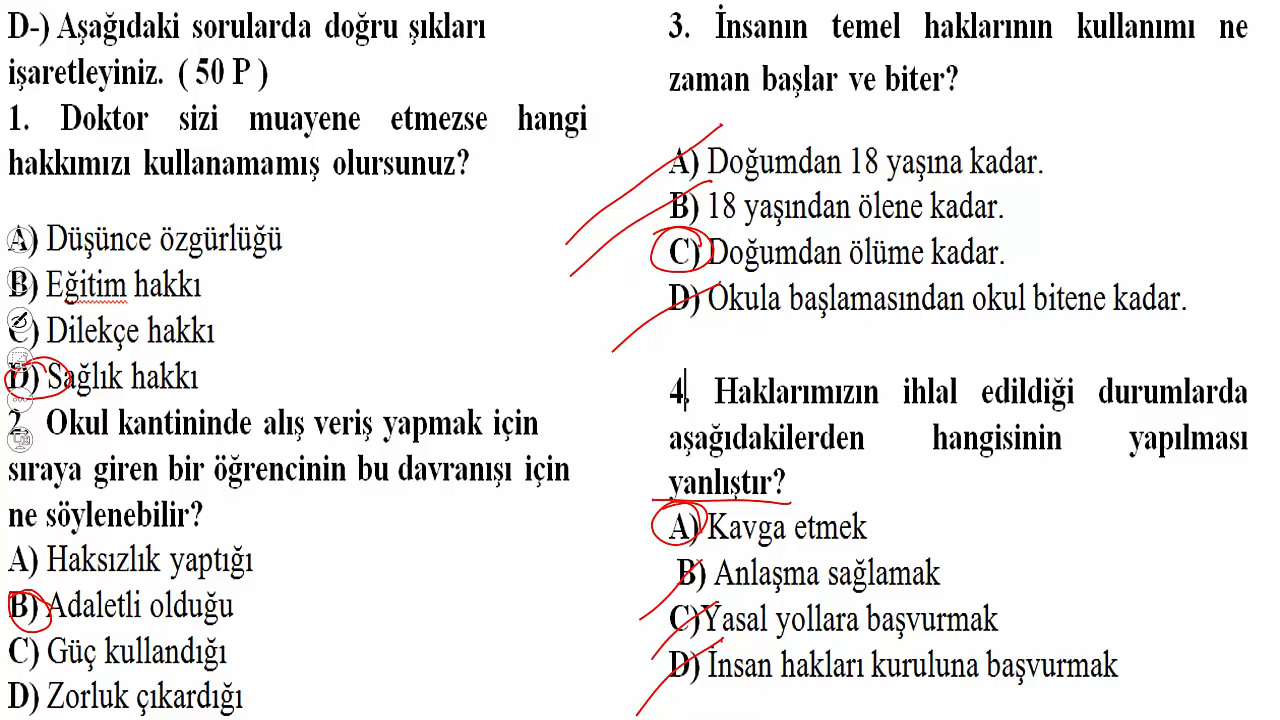 D-) Aşağıdaki sorularda doğru şıkları
işaretleyiniz. ( 50 P )
1. Doktor sizi muayene etmezse hangi
hakkımızı kullanamamış olursunuz?
A) Düşünce özgürlüğü
B) Eğitim hakkı
C) Dilekçe hakkı
D) Sağlık hakkı
2. Okul kantininde alış veriş yapmak için
sıraya giren bir öğrencinin bu davranışı için
ne söylenebilir?
A) Haksızlık yaptığı
B) Adaletli olduğu
C) Güç kullandığı
D) Zorluk çıkardığı
3. İnsanın temel haklarının kullanımı ne
zaman başlar ve biter?
A) Doğumdan 18 yaşına kadar.
B) 18 yaşından ölene kadar.
C) Doğumdan ölüme kadar.
D) Okula başlamasından okul bitene kadar.
4. Haklarımızın ihlal edildiği durumlarda
aşağıdakilerden hangisinin yapılması
yanlıştır?
A) Kavga etmek
B) Anlaşma sağlamak
C)Yasal yollara başvurmak
D) İnsan hakları kuruluna başvurmak